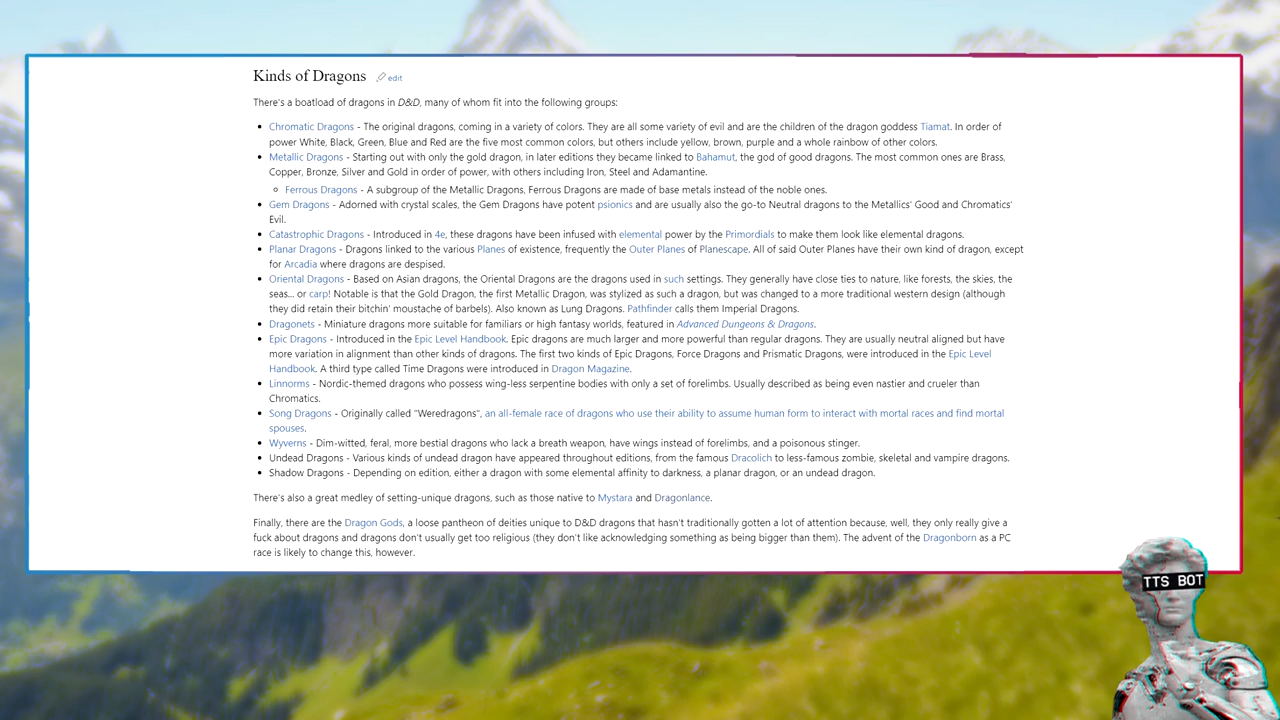 Kinds of Dragons edit
There's a boatload of dragons in D&D, many of whom fit into the following groups:
• Chromatic Dragons - The original dragons, coming in a variety of colors. They are all some variety of evil and are the children of the dragon goddess Tiamat. In order of
power White, Black, Green, Blue and Red are the five most common colors, but others include yellow, brown, purple and a whole rainbow of other colors.
• Metallic Dragons - Starting out with only the gold dragon, in later editions they became linked to Bahamut, the god of good dragons. The most common ones are Brass,
Copper, Bronze, Silver and Gold in order of power, with others including Iron, Steel and Adamantine.
◦ Ferrous Dragons - A subgroup of the Metallic Dragons, Ferrous Dragons are made of base metals instead of the noble ones.
• Gem Dragons - Adorned with crystal scales, the Gem Dragons have potent psionics and are usually also the go-to Neutral dragons to the Metallics' Good and Chromatics'
Evil.
• Catastrophic Dragons - Introduced in 4e, these dragons have been infused with elemental power by the Primordials to make them look like elemental dragons.
• Planar Dragons - Dragons linked to the various Planes of existence, frequently the Outer Planes of Planescape. All of said Outer Planes have their own kind of dragon, except
for Arcadia where dragons are despised.
• Oriental Dragons - Based on Asian dragons, the Oriental Dragons are the dragons used in such settings. They generally have close ties to nature, like forests, the skies, the
seas... or carp! Notable is that the Gold Dragon, the first Metallic Dragon, was stylized as such a dragon, but was changed to a more traditional western design (although
they did retain their bitchin' moustache of barbels). Also known as Lung Dragons. Pathfinder calls them Imperial Dragons.
• Dragonets - Miniature dragons more suitable for familiars or high fantasy worlds, featured in Advanced Dungeons & Dragons.
• Epic Dragons - Introduced in the Epic Level Handbook. Epic dragons are much larger and more powerful than regular dragons. They are usually neutral aligned but have
more variation in alignment than other kinds of dragons. The first two kinds of Epic Dragons, Force Dragons and Prismatic Dragons, were introduced in the Epic Level
Handbook. A third type called Time Dragons were introduced in Dragon Magazine.
• Linnorms - Nordic-themed dragons who possess wing-less serpentine bodies with only a set of forelimbs. Usually described as being even nastier and crueler than
Chromatics.
• Song Dragons - Originally called "Weredragons", an all-female race of dragons who use their ability to assume human form to interact with mortal races and find mortal
spouses.
• Wyverns - Dim-witted, feral, more bestial dragons who lack a breath weapon, have wings instead of forelimbs, and a poisonous stinger.
• Undead Dragons - Various kinds of undead dragon have appeared throughout editions, from the famous Dracolich to less-famous zombie, skeletal and vampire dragons.
• Shadow Dragons - Depending on edition, either a dragon with some elemental affinity to darkness, a planar dragon, or an undead dragon.
There's also a great medley of setting-unique dragons, such as those native to Mystara and Dragonlance.
Finally, there are the Dragon Gods, a loose pantheon of deities unique to D&D dragons that hasn't traditionally gotten a lot of attention because, well, they only really give a
fuck about dragons and dragons don't usually get too religious (they don't like acknowledging something as being bigger than them). The advent of the Dragonborn as a PC
race is likely to change this, however.
TTS BOT